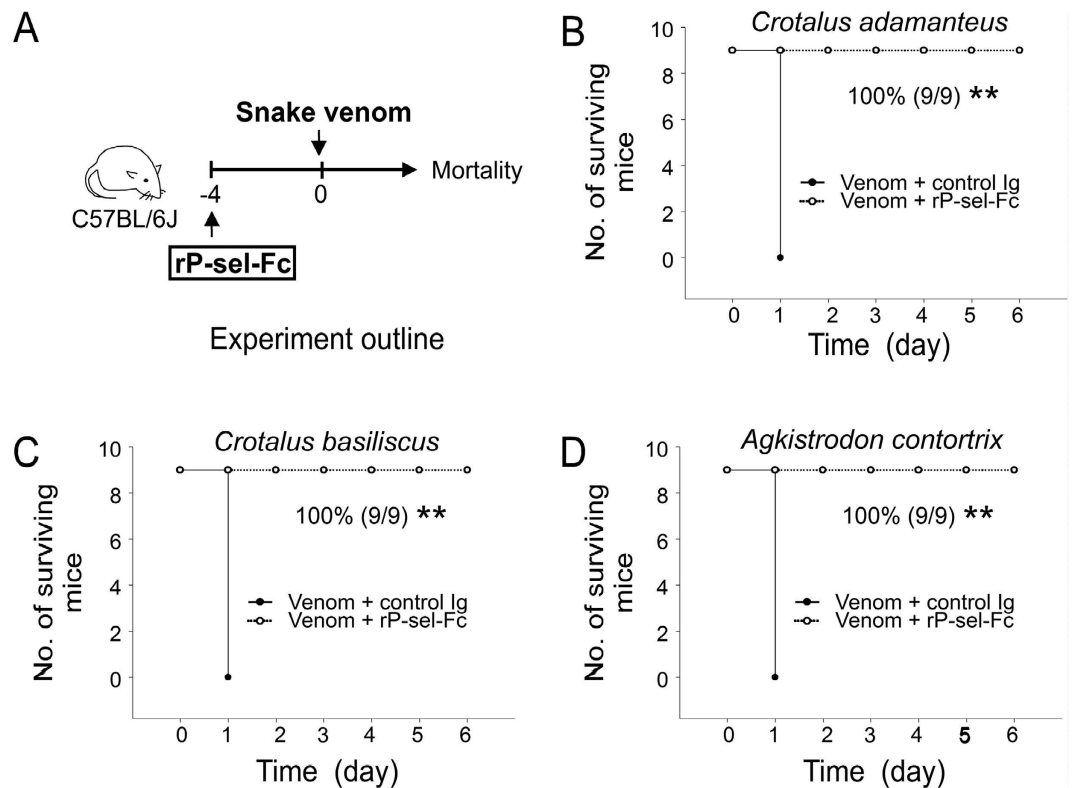 A
Snake venom
Mortality
-4
0
C57BL/6J
rP-sel-Fc
Experiment outline
B
Crotalus adamanteus
10
8
6
4
2
0
No. of surviving
mice
100% (9/9) **
Venom + control Ig
Venom + rP-sel-Fc
0 1 2 3 4 5 6
Time (day)
C
Crotalus basiliscus
10
8
6
4
2
0
No. of surviving
mice
100% (9/9) **
Venom + control Ig
Venom + rP-sel-Fc
0 1 2 3 4 5 6
Time (day)
D
Agkistrodon contortrix
10
8
6
4
2
0
No. of surviving
mice
100% (9/9) **
Venom + control Ig
Venom + rP-sel-Fc
0 1 2 3 4 5 6
Time (day)